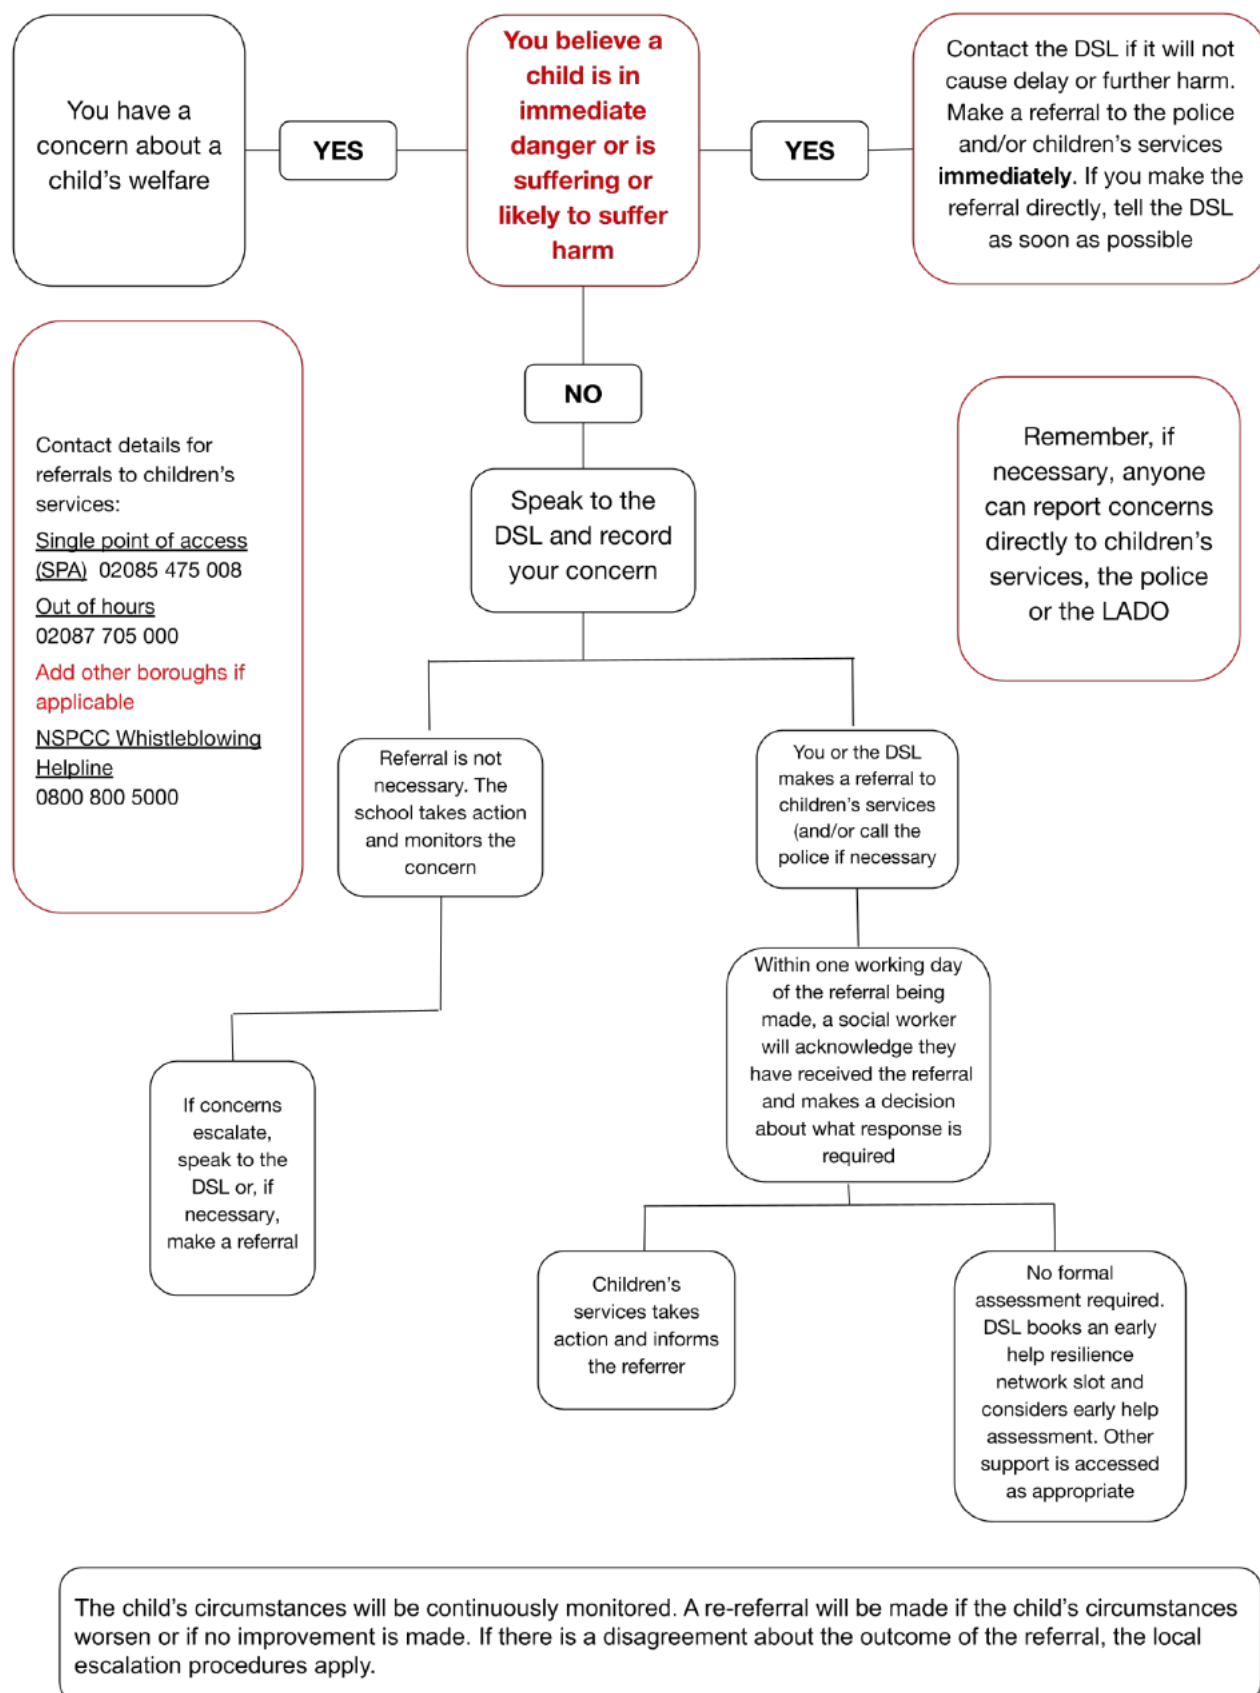 You have a
concern about a
child's welfare
YES
You believe a
child is in
immediate
danger or is
suffering or
likely to suffer
harm
YES
Contact the DSL if it will not
cause delay or further harm.
Make a referral to the police
and/or children's services
immediately. If you make the
referral directly, tell the DSL
as soon as possible
NO
Contact details for
referrals to children's
services:
Single point of access
(SPA) 02085 475 008
Out of hours
02087 705 000
Add other boroughs if
applicable
NSPCC Whistleblowing
Helpline
0800 800 5000
Speak to the
DSL and record
your concern
Remember, if
necessary, anyone
can report concerns
directly to children's
services, the police
or the LADO
Referral is not
necessary. The
school takes action
and monitors the
concern
You or the DSL
makes a referral to
children's services
(and/or call the
police if necessary
If concerns
escalate,
speak to the
DSL or, if
necessary,
make a referral
Within one working day
of the referral being
made, a social worker
will acknowledge they
have received the referral
and makes a decision
about what response is
required
Children's
services takes
action and informs
the referrer
No formal
assessment required.
DSL books an early
help resilience
network slot and
considers early help
assessment. Other
support is accessed
as appropriate
The child's circumstances will be continuously monitored. A re-referral will be made if the child's circumstances
worsen or if no improvement is made. If there is a disagreement about the outcome of the referral, the local
escalation procedures apply.